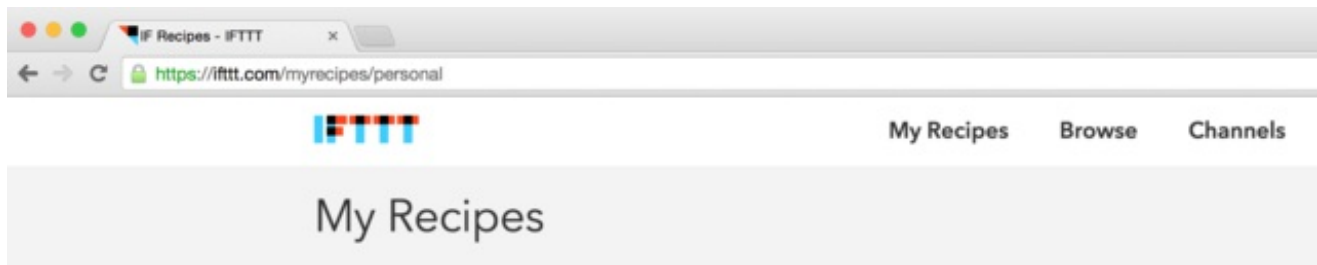 IF Recipes - IFTTT
https://ifttt.com/myrecipes/personal
IFTTT My Recipes Browse Channels
My Recipes